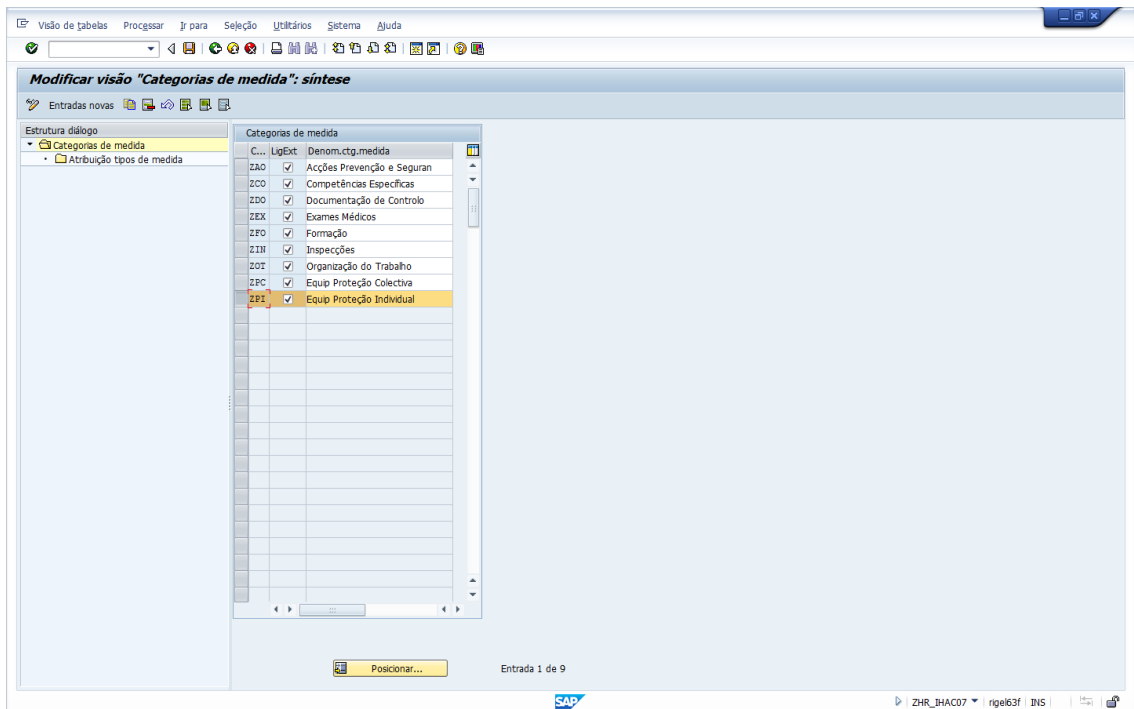 Visão de tabelas Processar Ir para Seleção Utilitários Sistema Ajuda
Modificar visão "Categorias de medida": síntese
Entradas novas
Estrutura diálogo
Categorias de medida
Atribuição tipos de medida
Categorias de medida
C... LigExt Denom.ctg.medida
ZAO Acções Prevenção e Seguran
ZCO Competências Específicas
ZDO Documentação de Controlo
ZEX Exames Médicos
ZFO Formação
ZIN Inspecções
ZOT Organização do Trabalho
ZPC Equip Proteção Colectiva
ZPI Equip Proteção Individual
Posicionar... Entrada 1 de 9
SAP ZHR_IHAC07 rigel63f INS